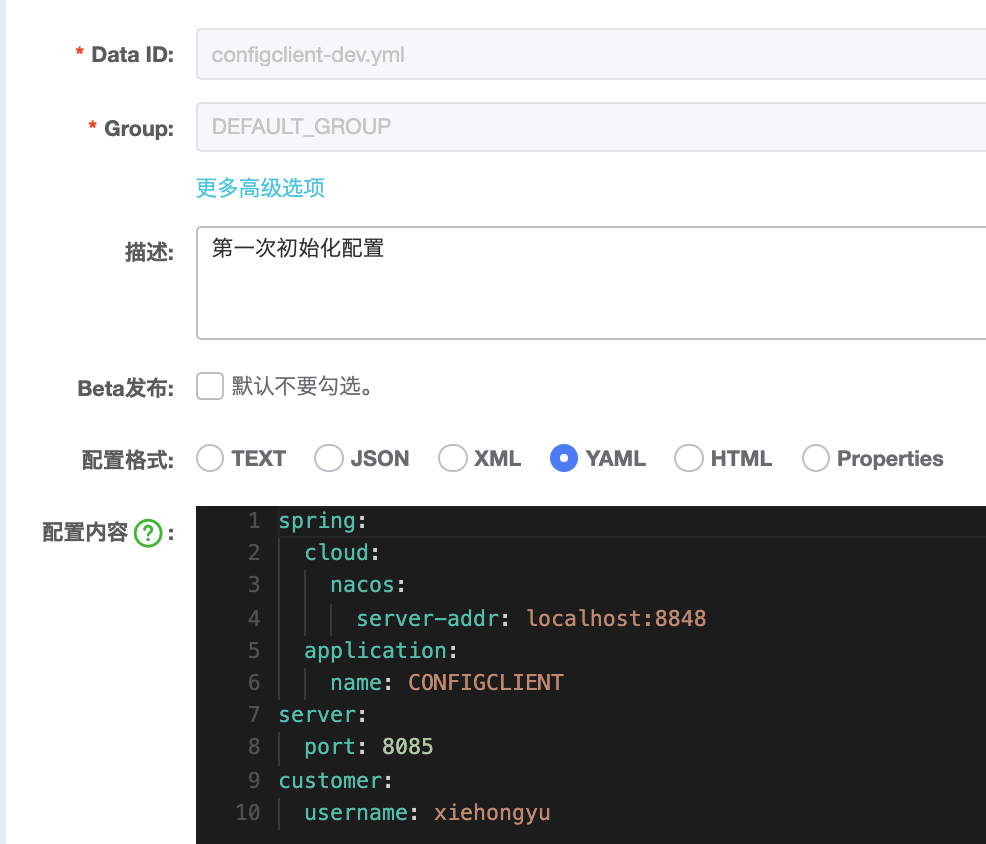 * Data ID: configclient-dev.yml
* Group: DEFAULT_GROUP
更多高级选项
描述: 第一次初始化配置
Beta发布: 默认不要勾选。
配置格式: TEXT JSON XML YAML HTML Properties
配置内容 ? :
1 spring:
2   cloud:
3     nacos:
4       server-addr: localhost:8848
5   application:
6     name: CONFIGCLIENT
7 server:
8   port: 8085
9 customer:
10   username: xiehongyu